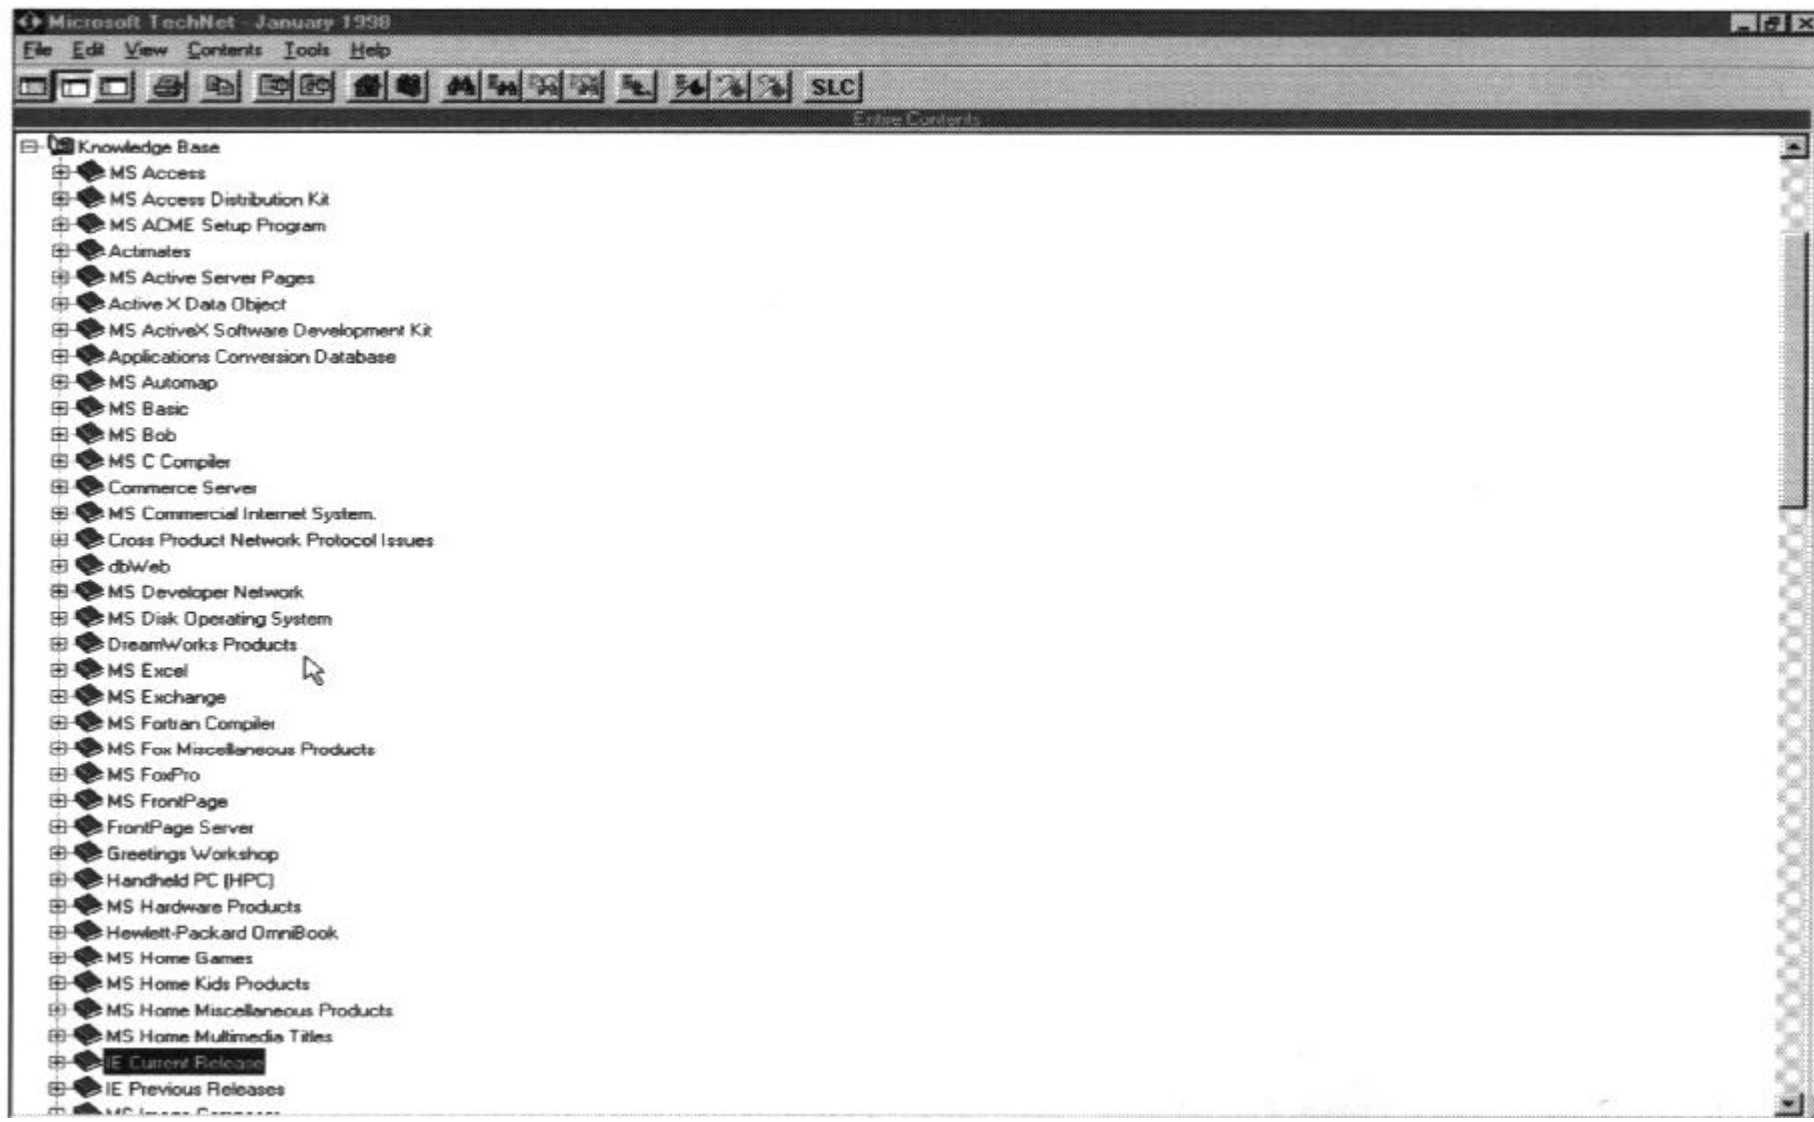 Microsoft TechNet - January 1998
File Edit View Contents Tools Help
SLC
Entire Contents
Knowledge Base
MS Access
MS Access Distribution Kit
MS ACME Setup Program
Actimates
MS Active Server Pages
Active X Data Object
MS ActiveX Software Development Kit
Applications Conversion Database
MS Automap
MS Basic
MS Bob
MS C Compiler
Commerce Server
MS Commercial Internet System.
Cross Product Network Protocol Issues
dbWeb
MS Developer Network
MS Disk Operating System
DreamWorks Products
MS Excel
MS Exchange
MS Fortran Compiler
MS Fox Miscellaneous Products
MS FoxPro
MS FrontPage
FrontPage Server
Greetings Workshop
Handheld PC (HPC)
MS Hardware Products
Hewlett-Packard OmniBook
MS Home Games
MS Home Kids Products
MS Home Miscellaneous Products
MS Home Multimedia Titles
IE Current Release
IE Previous Releases
MS Image Composer